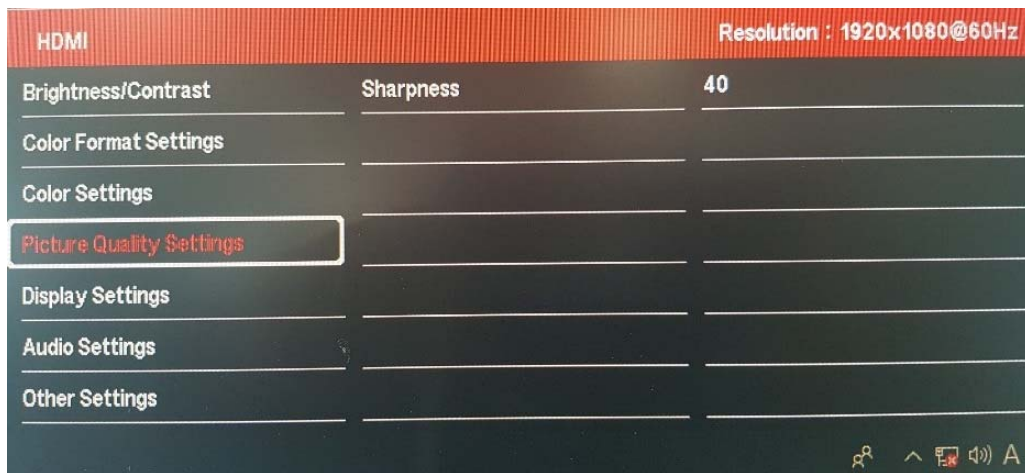 HDMI
Resolution : 1920x1080@60Hz
Brightness/Contrast
Sharpness
40
Color Format Settings
Color Settings
Picture Quality Settings
Display Settings
Audio Settings
Other Settings
A